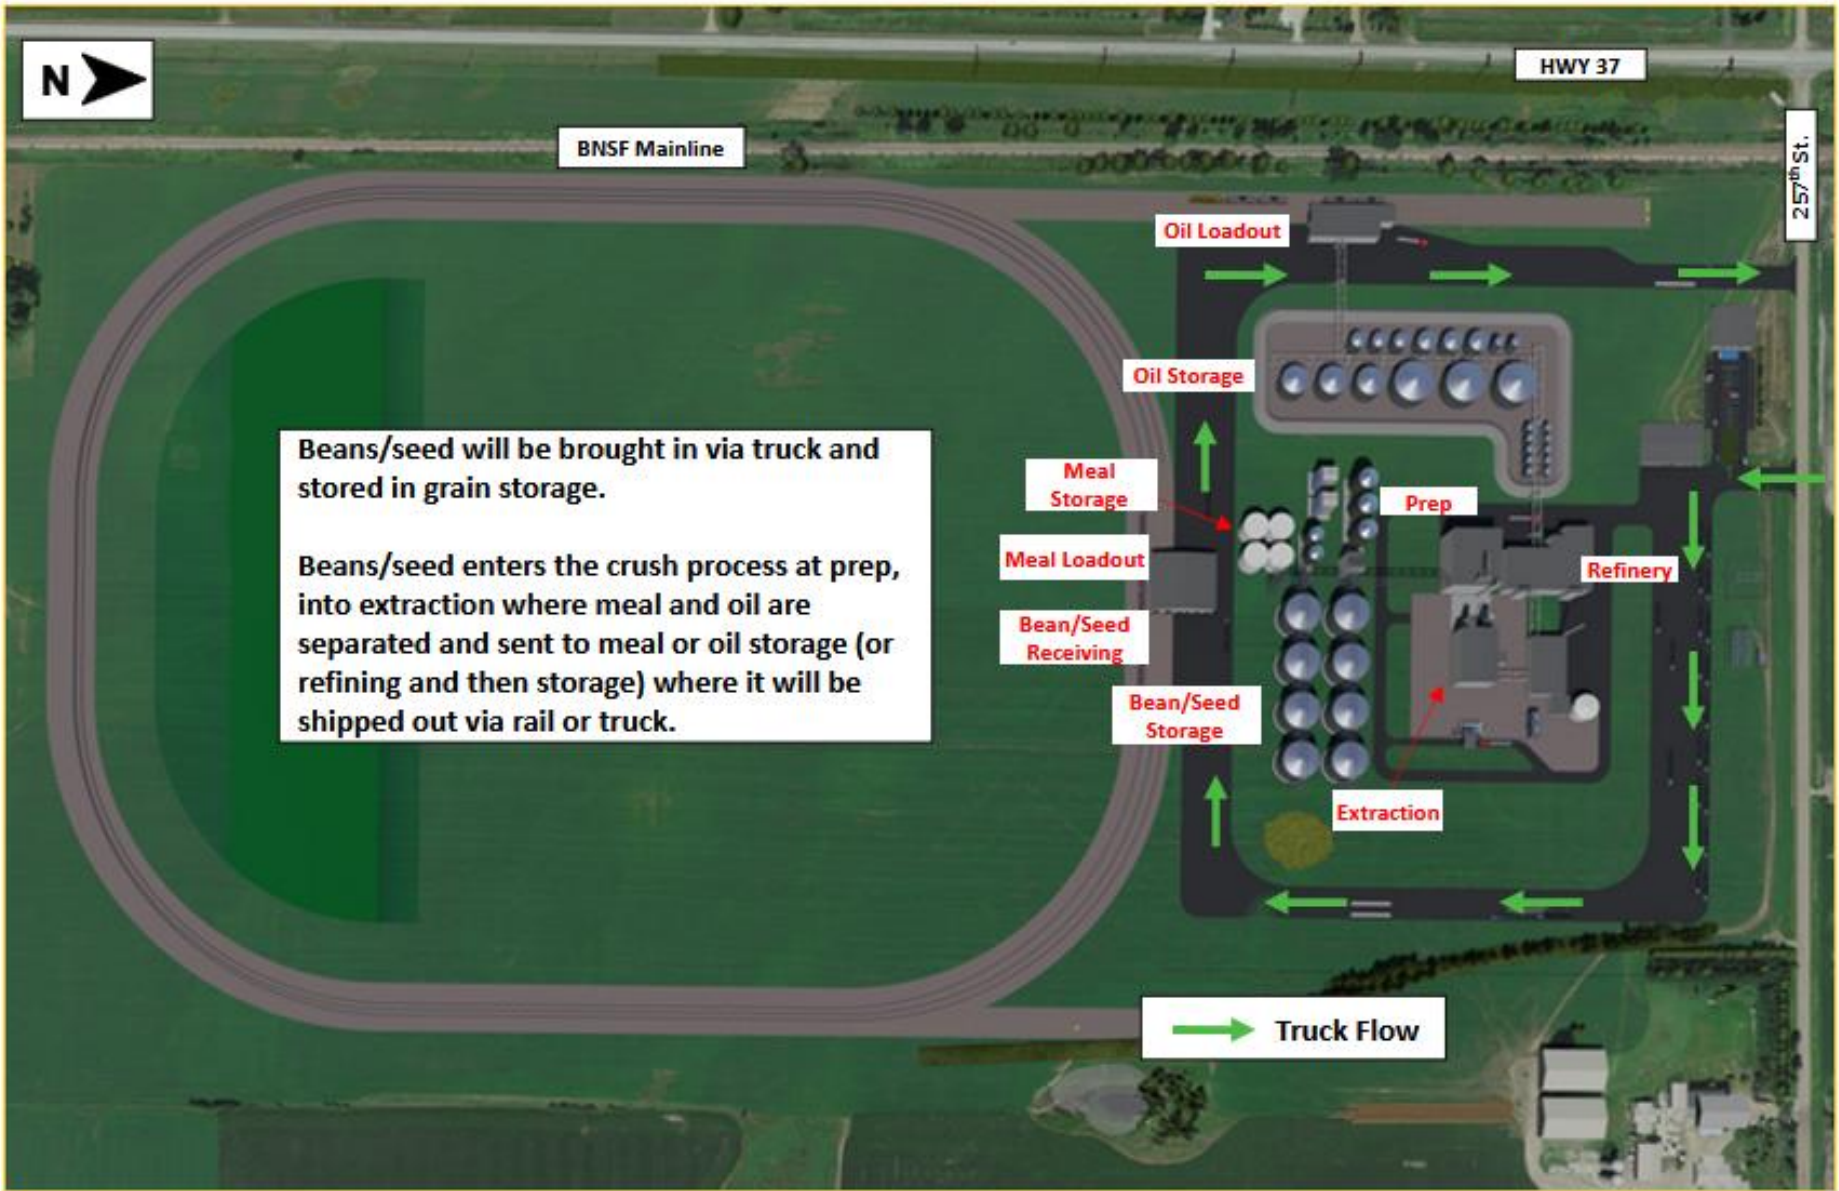 N
HWY 37
BNSF Mainline
257th St.
Oil Loadout
Oil Storage
Meal
Storage
Prep
Meal Loadout
Refinery
Bean/Seed
Receiving
Bean/Seed
Storage
Extraction
Beans/seed will be brought in via truck and
stored in grain storage.
Beans/seed enters the crush process at prep,
into extraction where meal and oil are
separated and sent to meal or oil storage (or
refining and then storage) where it will be
shipped out via rail or truck.
Truck Flow